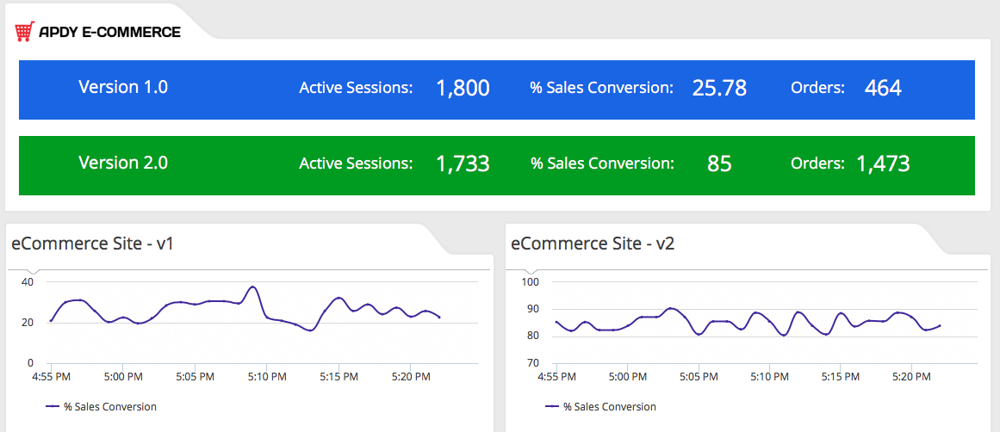 APDY E-COMMERCE
Version 1.0 Active Sessions: 1,800 % Sales Conversion: 25.78 Orders: 464
Version 2.0 Active Sessions: 1,733 % Sales Conversion: 85 Orders: 1,473
eCommerce Site - v1
40
20
0
4:55 PM 5:00 PM 5:05 PM 5:10 PM 5:15 PM 5:20 PM
% Sales Conversion
eCommerce Site - v2
100
90
80
70
4:55 PM 5:00 PM 5:05 PM 5:10 PM 5:15 PM 5:20 PM
% Sales Conversion